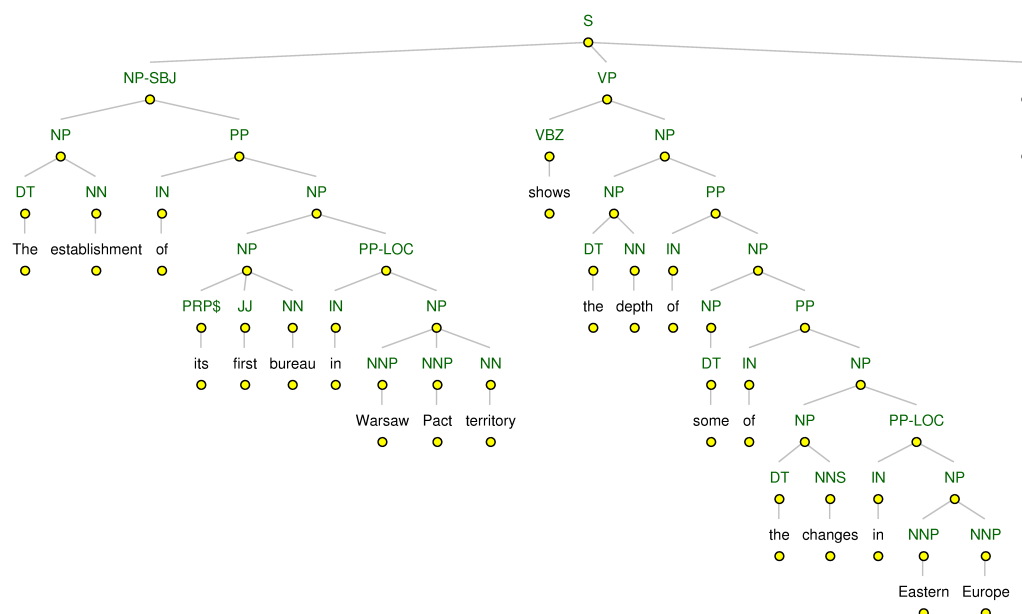 S
NP-SBJ VP
NP PP VBZ NP
DT NN IN NP shows NP PP
The establishment of NP PP-LOC DT NN IN NP
PRP$ JJ NN IN NP the depth of NP PP
its first bureau in NNP NNP NN DT IN NP
Warsaw Pact territory some of NP PP-LOC
DT NNS IN NP
the changes in NNP NNP
Eastern Europe